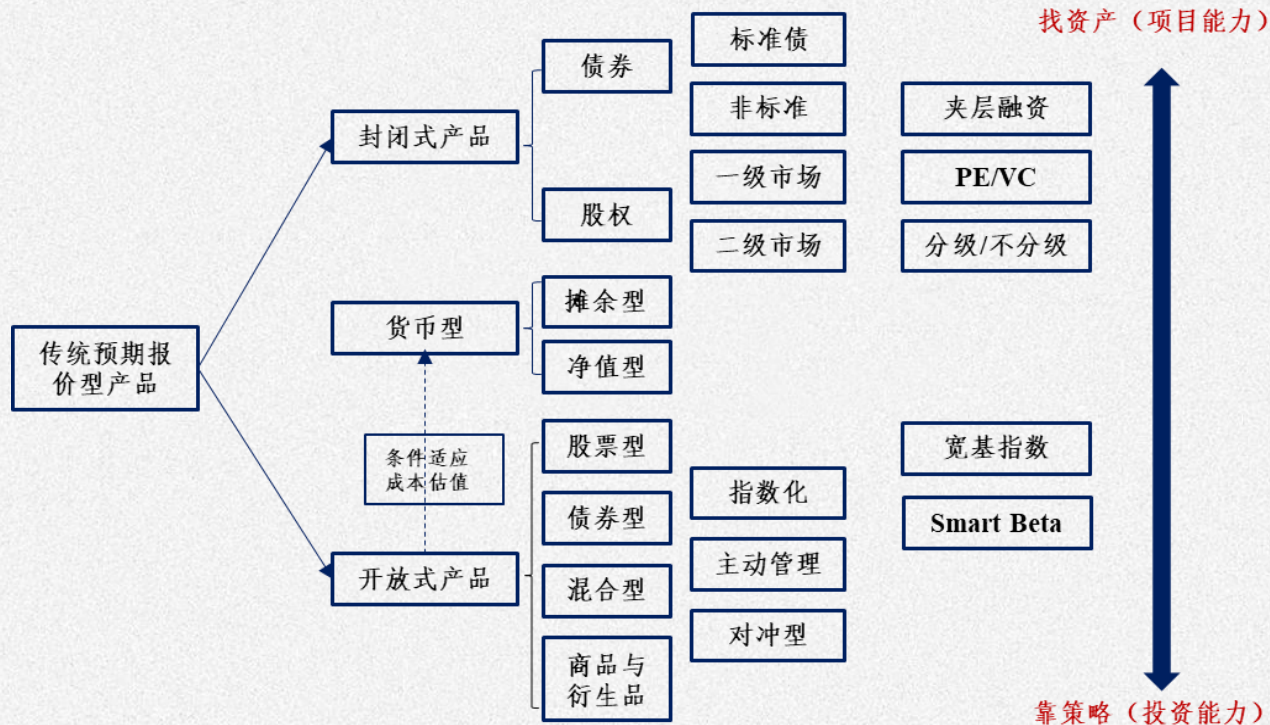 找资产（项目能力）
标准债
债券
非标准
夹层融资
封闭式产品
一级市场
PE/VC
股权
二级市场
分级/不分级
摊余型
货币型
净值型
传统预期报
价型产品
股票型
宽基指数
条件适应
成本估值
指数化
债券型
Smart Beta
主动管理
开放式产品
混合型
对冲型
商品与
衍生品
靠策略（投资能力）